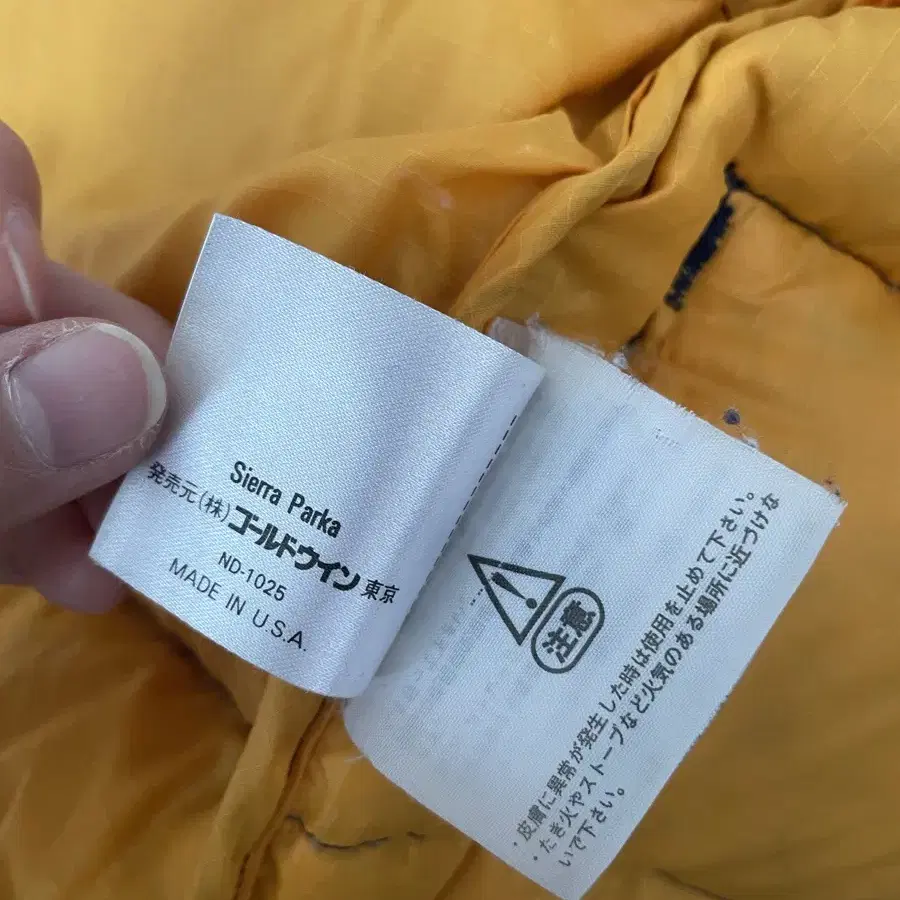 Sierra Parka
発売元(株)ゴールドウイン東京
ND-1025
MADE IN U.S.A.
注意
・皮膚に異常が発生した時は使用を止めて下さい。
・たき火やストーブなど火気のある場所に近づけな
いで下さい。